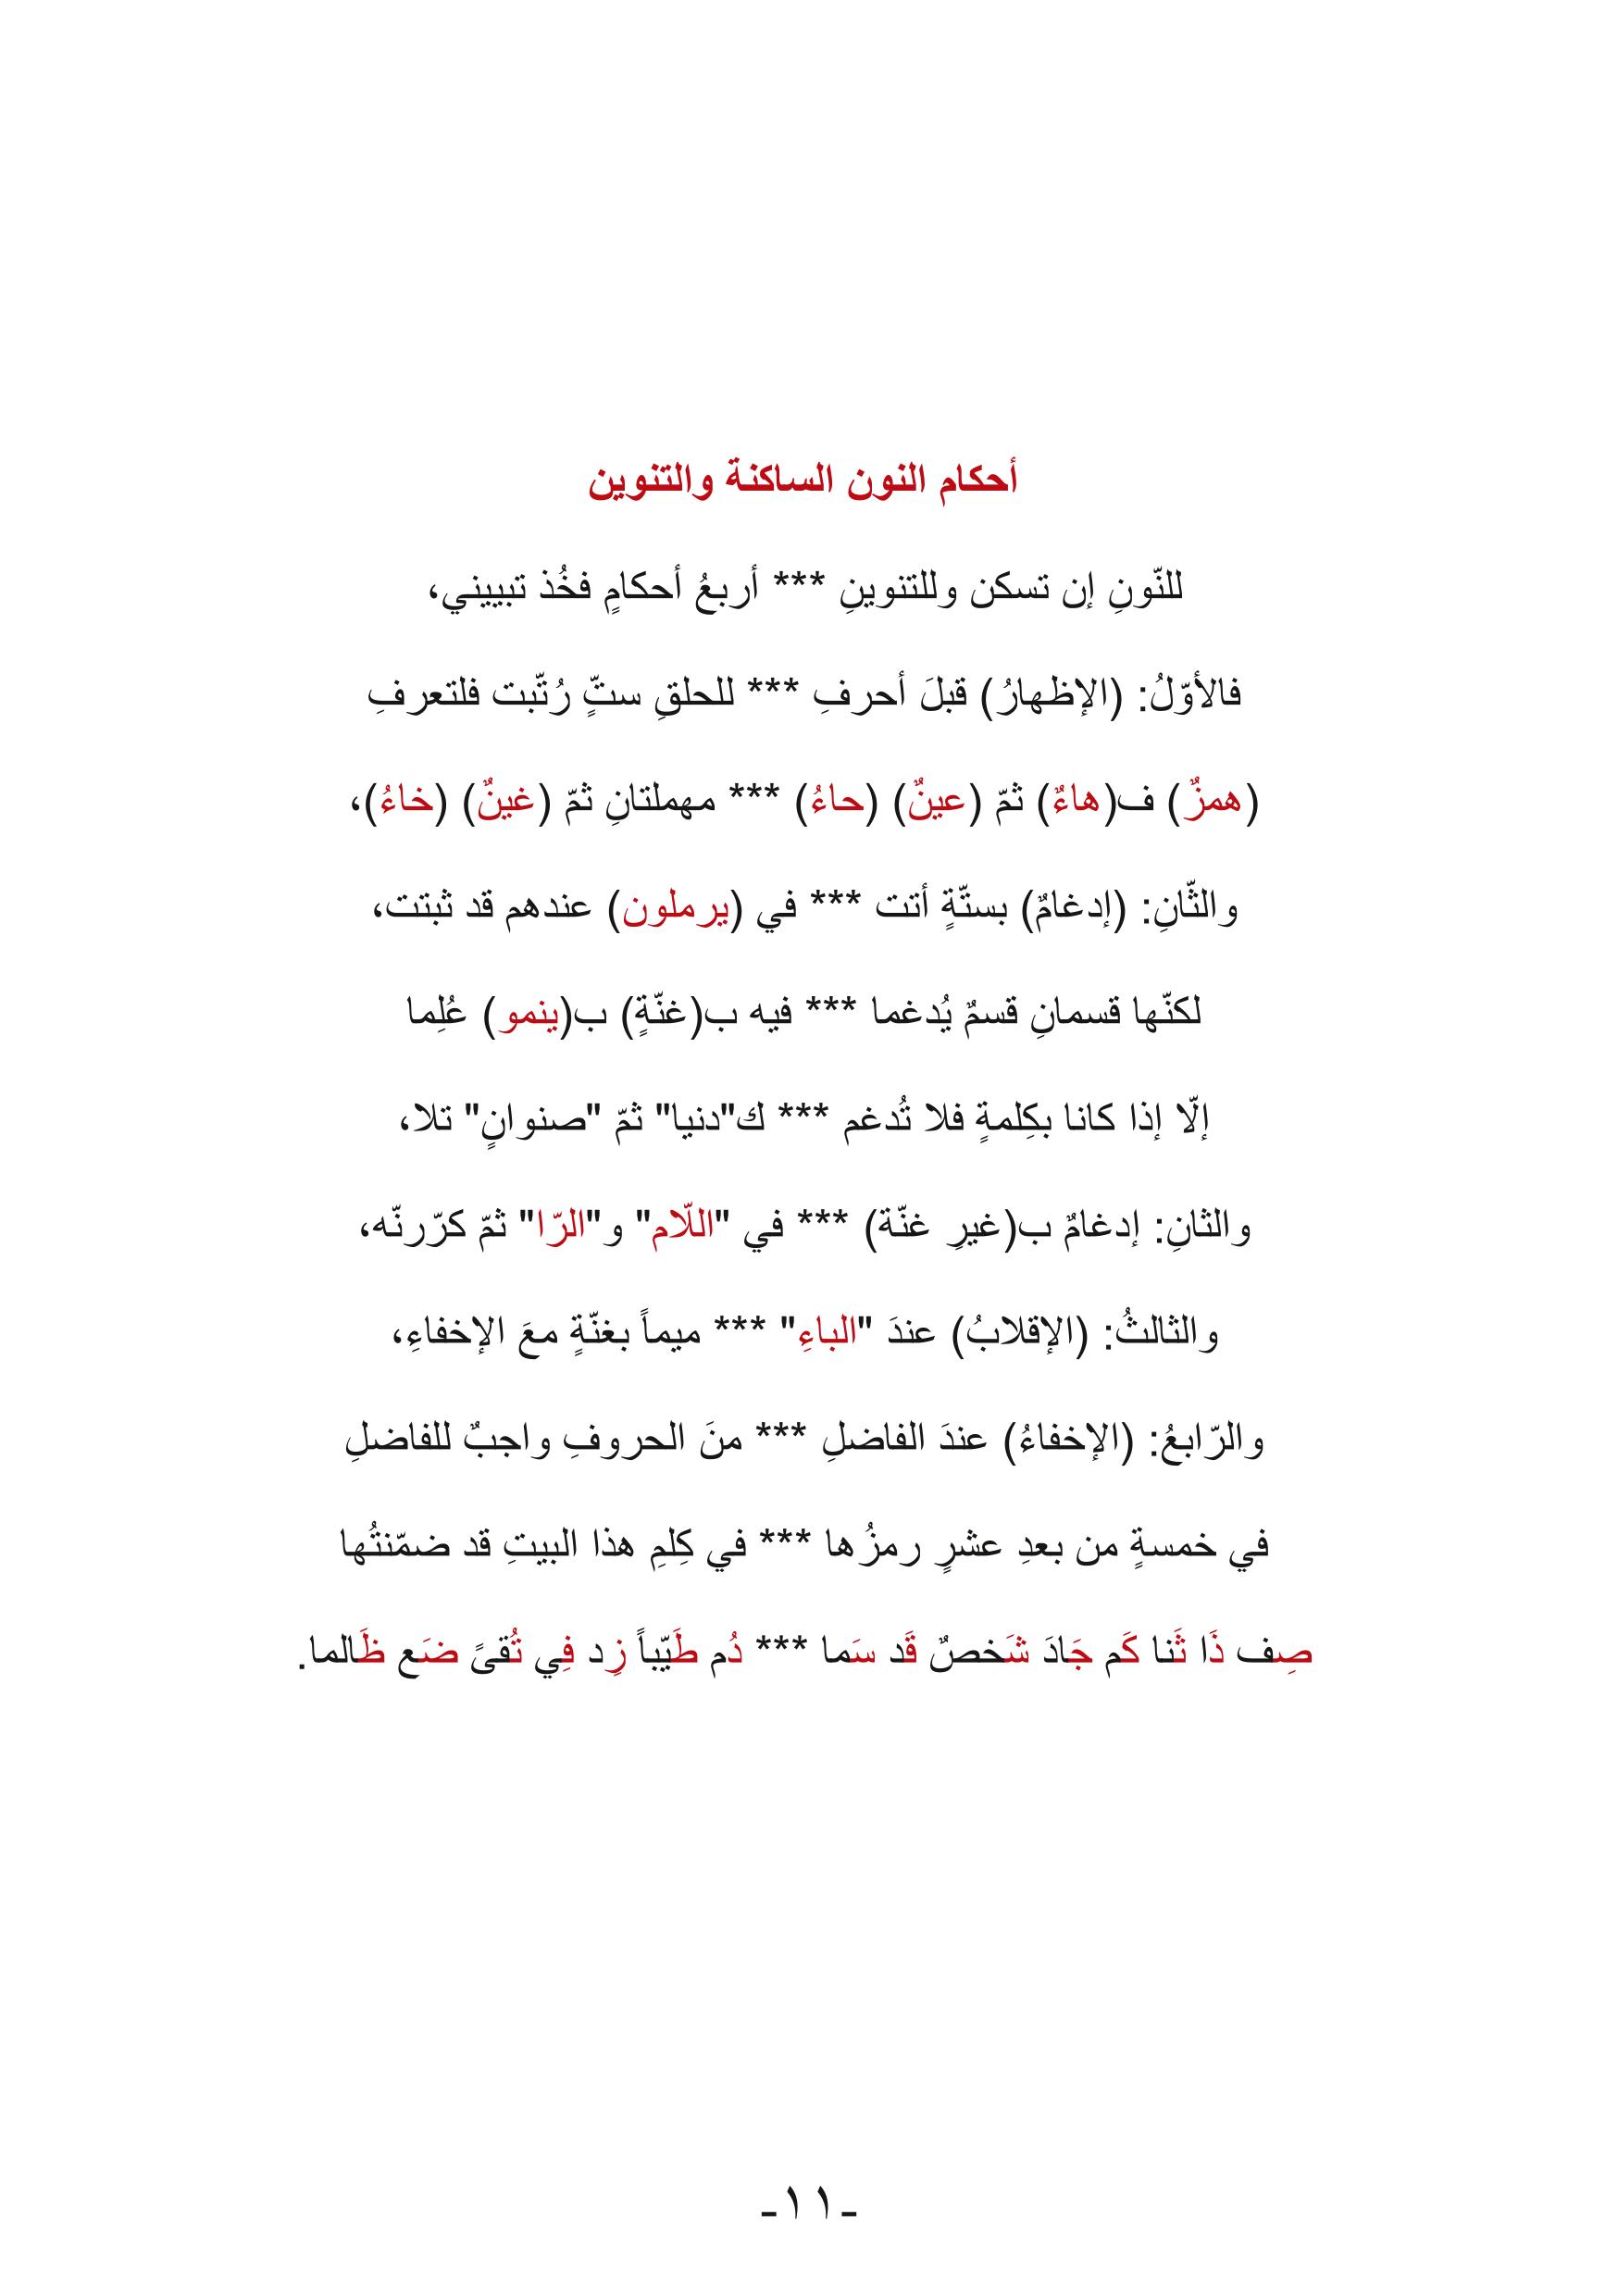 أحكام النون الساكنة والتنوين
للنّونِ إن تسكن وللتنوينِ *** أربعُ أحكامٍ فخُذ تبييني،
فالأوّلُ: (الإظهارُ) قبلَ أحرفِ *** للحلقِ ستٍّ رُتّبت فلتعرفِ
(همزٌ) ف(هاءٌ) ثمّ (عينٌ) (حاءُ) *** مهملتانِ ثمّ (غينٌ) (خاءُ)،
والثّانِ: (إدغامٌ) بستّةٍ أتت *** في (يرملون) عندهم قد ثبتت،
لكنّها قسمانِ قسمٌ يُدغما *** فيه ب(غنّةٍ) ب(ينمو) عُلِما
إلّا إذا كانا بكِلمةٍ فلا تُدغم *** ك"دنيا" ثمّ "صنوانٍ" تلا،
والثانِ: إدغامٌ ب(غيرِ غنّة) *** في "اللّام" و"الرّا" ثمّ كرّرنّه،
والثالثُ: (الإقلابُ) عندَ "الباءِ" *** ميماً بغنّةٍ معَ الإخفاءِ،
والرّابعُ: (الإخفاءُ) عندَ الفاضلِ *** منَ الحروفِ واجبٌ للفاضلِ
في خمسةٍ من بعدِ عشرٍ رمزُها *** في كِلمِ هذا البيتِ قد ضمّنتُها
صِف ذَا ثَنا كَم جَادَ شَخصٌ قَد سَما *** دُم طَيّباً زِد فِي تُقىً ضَع ظَالما.
-١١-